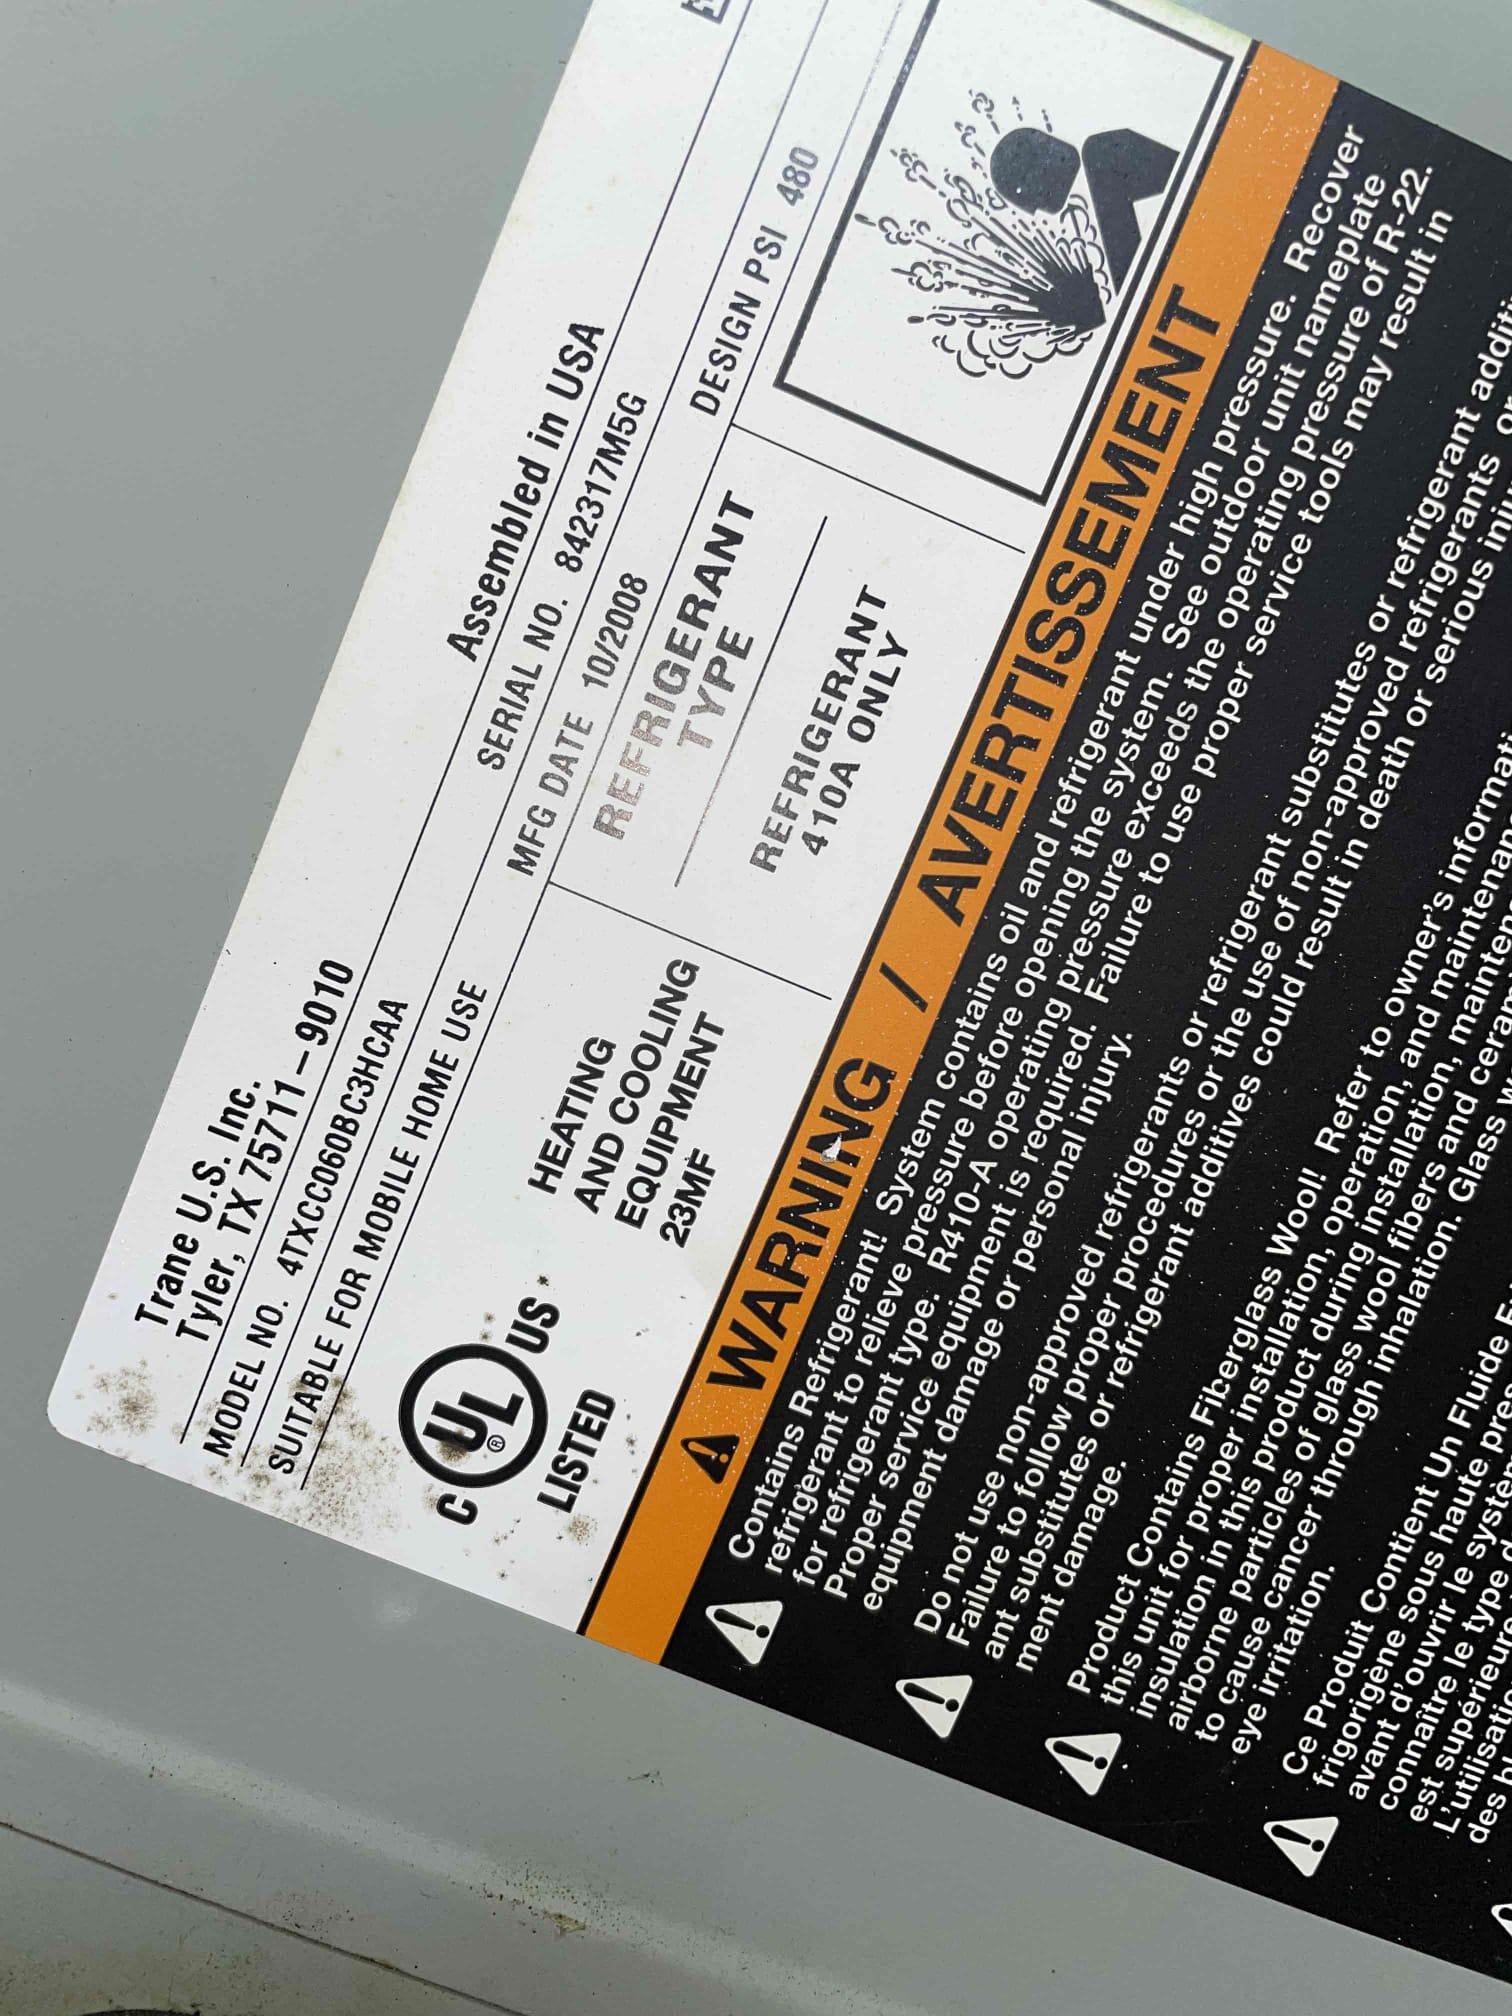 Trane U.S. Inc.
Tyler, TX 75711–9010
Assembled in USA
MODEL NO. 4TXCC060BC3HCAA
SERIAL NO. 842317M5G
SUITABLE FOR MOBILE HOME USE
MFG DATE 10/2008
C UL ® US
LISTED
HEATING
AND COOLING
EQUIPMENT
23MF
REFRIGERANT
TYPE
REFRIGERANT
410A ONLY
DESIGN PSI 480
WARNING / AVERTISSEMENT
Contains Refrigerant! System contains oil and refrigerant under high pressure. Recover
refrigerant to relieve pressure before opening the system. See outdoor unit nameplate
for refrigerant type. R410-A operating pressure exceeds the operating pressure of R-22.
Proper service equipment is required. Failure to use proper service tools may result in
equipment damage or personal injury.
Do not use non-approved refrigerants or refrigerant substitutes or refrigerant
Failure to follow proper procedures or the use of non-approved refrigerants,
ant substitutes or refrigerant additives could result in death or serious
ment damage.
Product Contains Fiberglass Wool! Refer to owner's
this unit for proper installation, operation, and
insulation in this product during installation, maintenance
airborne particles of glass wool fibers and
to cause cancer through inhalation. Glass
eye irritation.
Ce Produit Contient Un Fluide
frigorigène sous haute
avant d'ouvrir le
connaître le type
est
L'utilisation
des